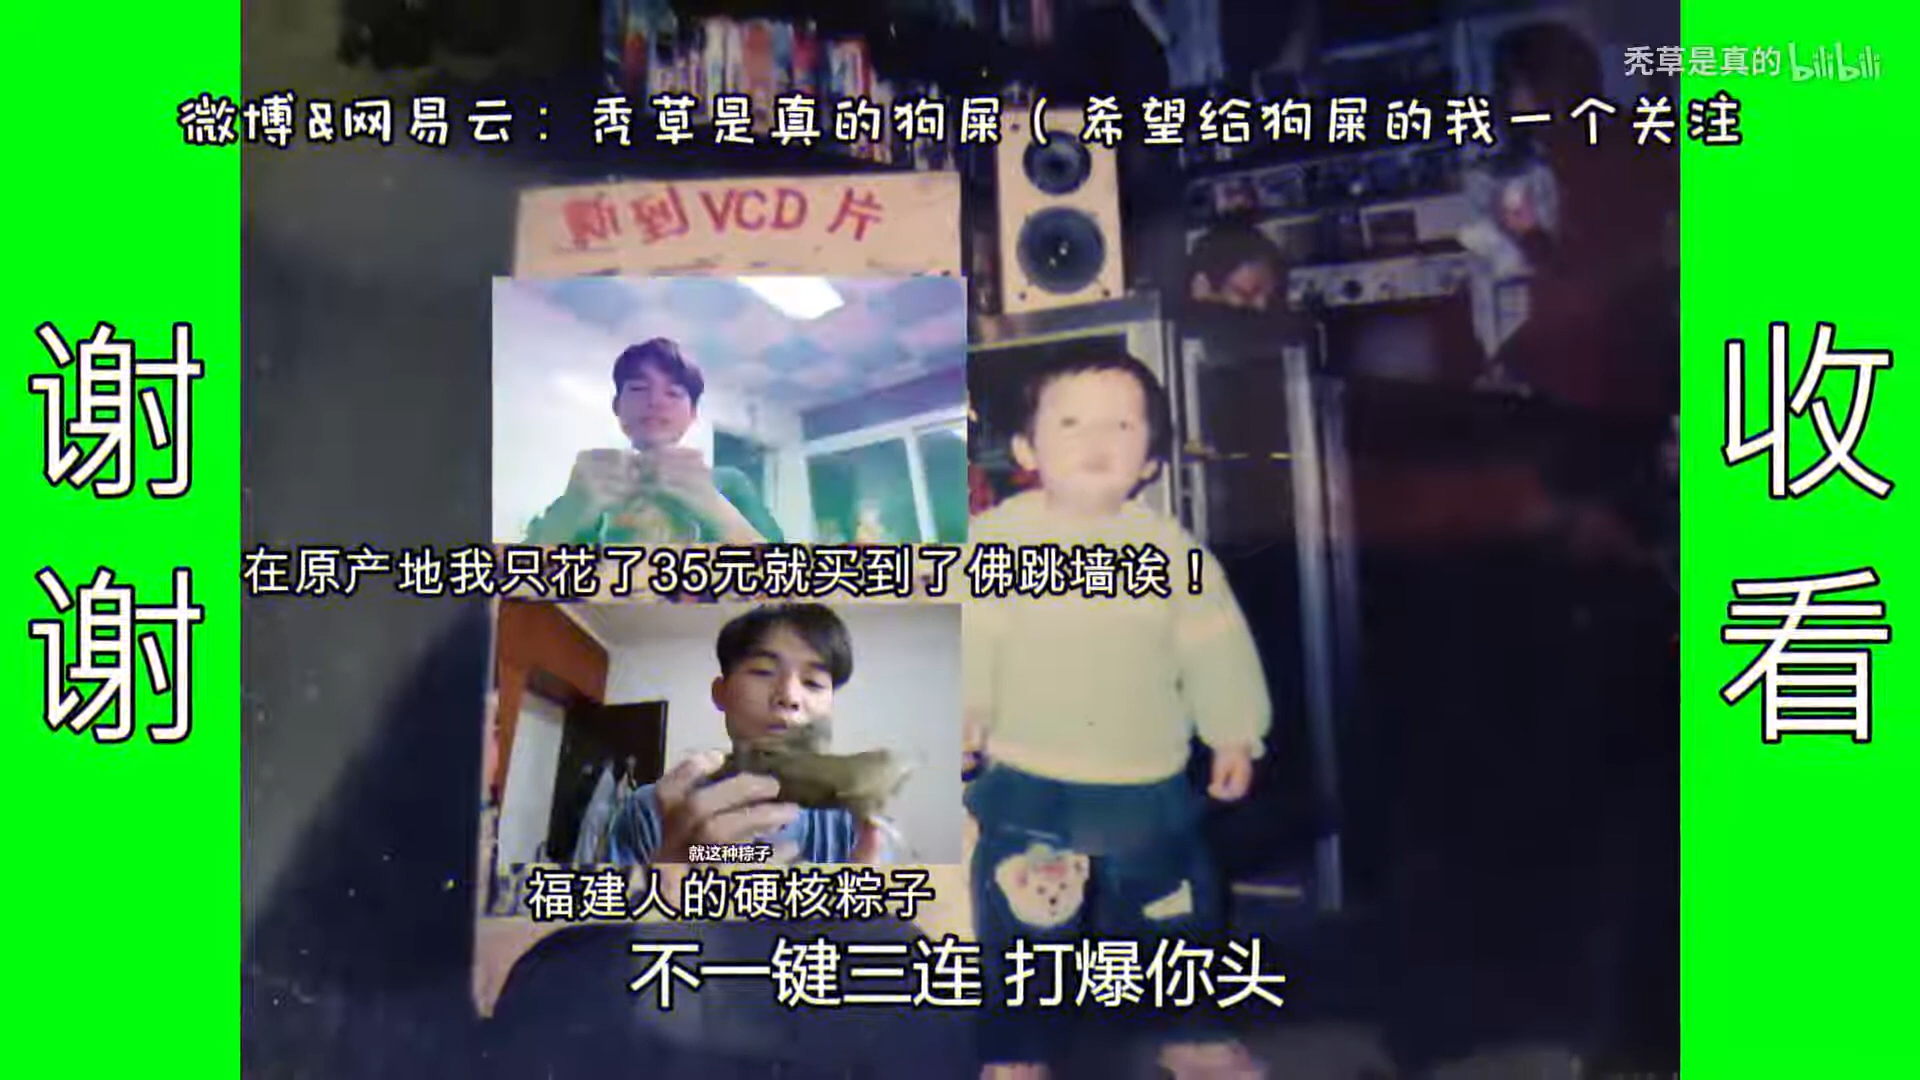 秃草是真的 bilibili
微博&网易云：秃草是真的狗屎（希望给狗屎的我一个关注
新到VCD片
谢谢
收看
在原产地我只花了35元就买到了佛跳墙诶！
就这种粽子
福建人的硬核粽子
不一键三连 打爆你头